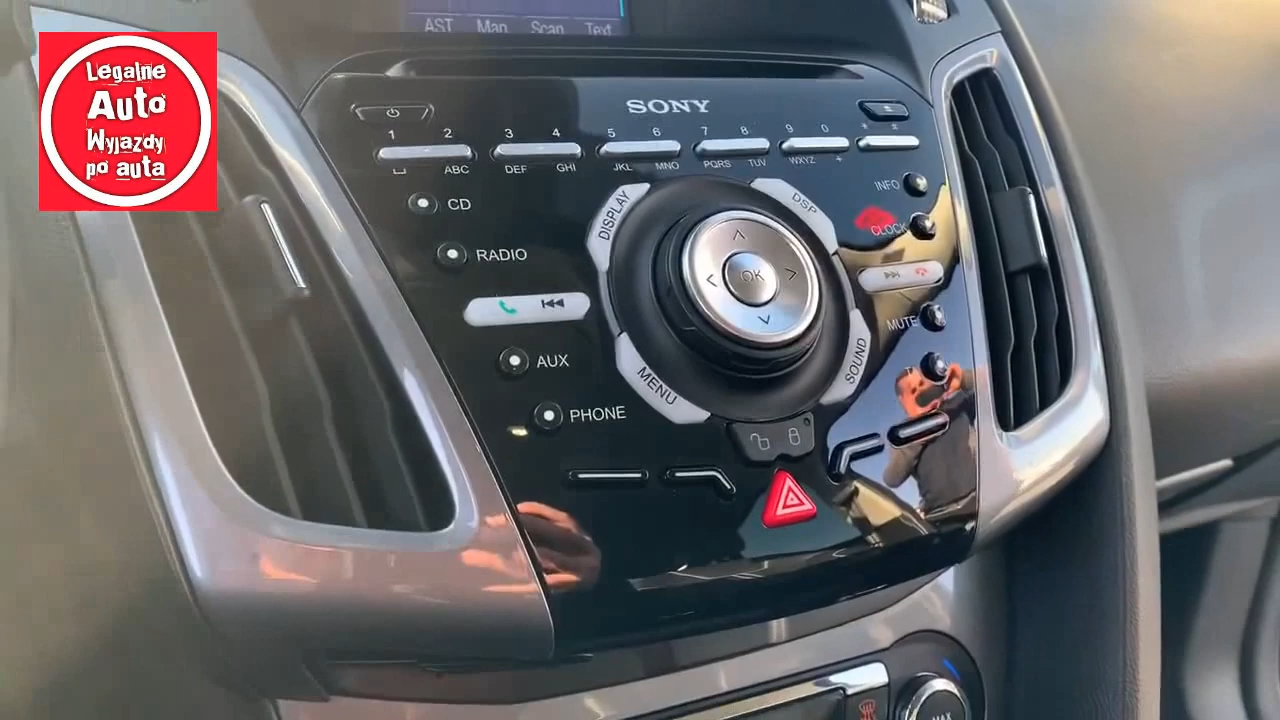 AST Man Scan Text
Legalne
Auto
Wyjazdy
po auta
SONY
1 2 3 4 5 6 7 8 9 0 * #
ABC DEF GHI JKL MNO PQRS TUV WXYZ +
CD
RADIO
AUX
PHONE
DISPLAY
DSP
OK
MENU
SOUND
INFO
CLOCK
MUTE
MAX